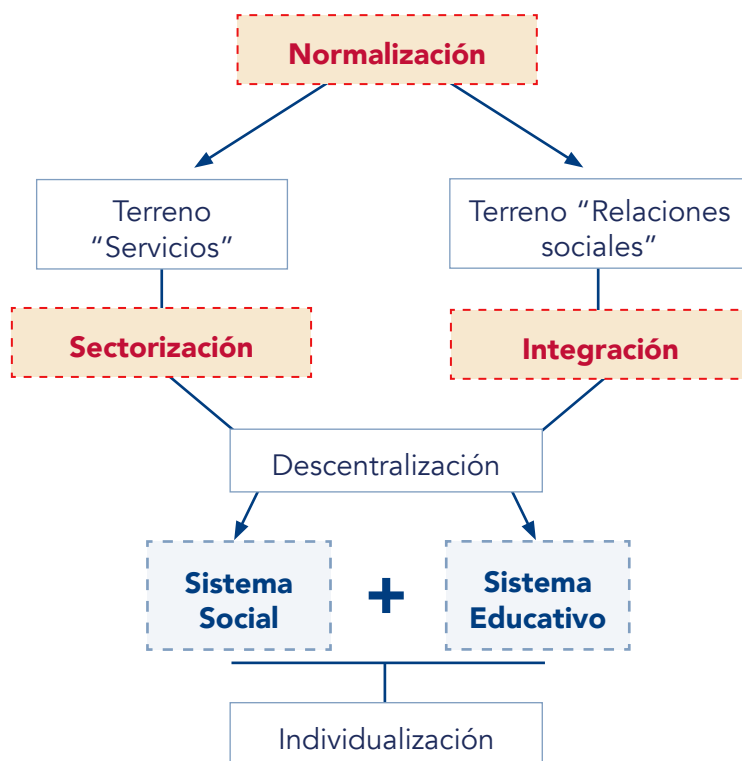 Normalización
Terreno
“Servicios”
Terreno “Relaciones
sociales”
Sectorización
Integración
Descentralización
Sistema
Social
+
Sistema
Educativo
Individualización